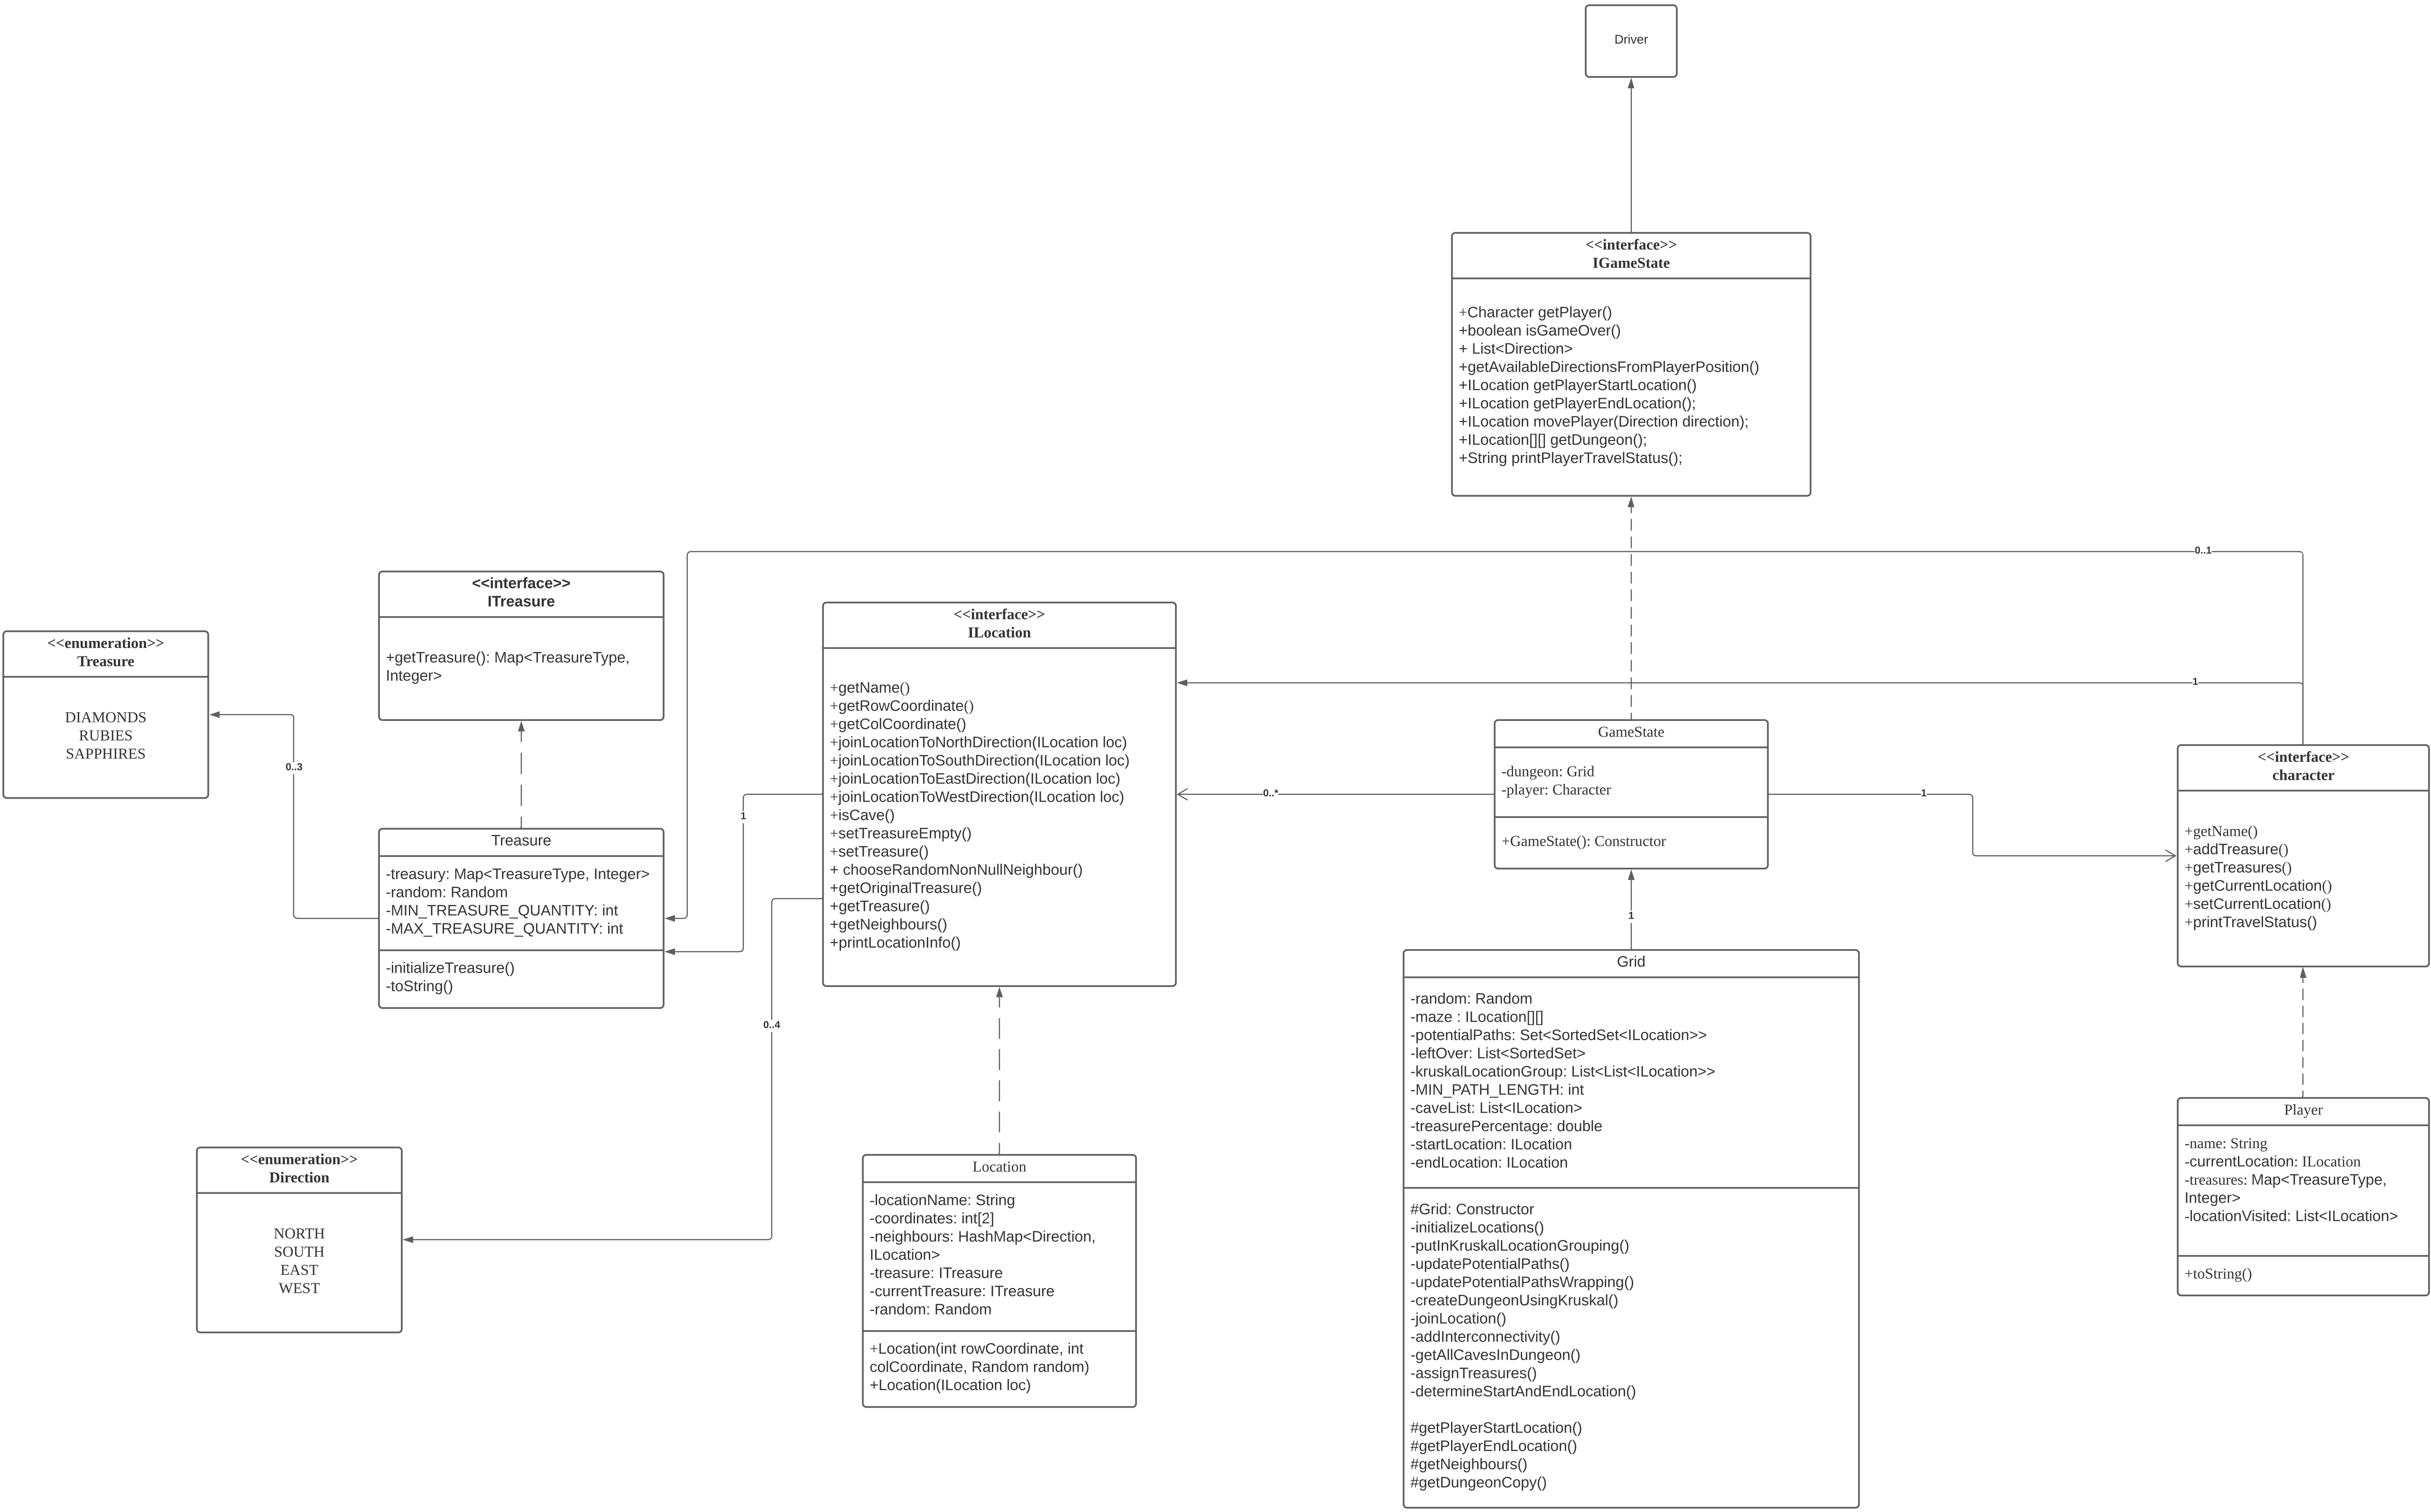 Driver
<<interface>>
IGameState
+Character getPlayer()
+boolean isGameOver()
+ List<Direction>
+getAvailableDirectionsFromPlayerPosition()
+ILocation getPlayerStartLocation()
+ILocation getPlayerEndLocation();
+ILocation movePlayer(Direction direction);
+ILocation[][] getDungeon();
+String printPlayerTravelStatus();
0..1
<<interface>>
ITreasure
+getTreasure(): Map<TreasureType,
Integer>
<<enumeration>>
Treasure
DIAMONDS
RUBIES
SAPPHIRES
0..3
Treasure
-treasury: Map<TreasureType, Integer>
-random: Random
-MIN_TREASURE_QUANTITY: int
-MAX_TREASURE_QUANTITY: int
-initializeTreasure()
-toString()
1
<<interface>>
ILocation
+getName()
+getRowCoordinate()
+getColCoordinate()
+joinLocationToNorthDirection(ILocation loc)
+joinLocationToSouthDirection(ILocation loc)
+joinLocationToEastDirection(ILocation loc)
+joinLocationToWestDirection(ILocation loc)
+isCave()
+setTreasureEmpty()
+setTreasure()
+ chooseRandomNonNullNeighbour()
+getOriginalTreasure()
+getTreasure()
+getNeighbours()
+printLocationInfo()
1
0..4
0..*
GameState
-dungeon: Grid
-player: Character
+GameState(): Constructor
1
1
<<interface>>
character
+getName()
+addTreasure()
+getTreasures()
+getCurrentLocation()
+setCurrentLocation()
+printTravelStatus()
Grid
-random: Random
-maze : ILocation[][]
-potentialPaths: Set<SortedSet<ILocation>>
-leftOver: List<SortedSet>
-kruskalLocationGroup: List<List<ILocation>>
-MIN_PATH_LENGTH: int
-caveList: List<ILocation>
-treasurePercentage: double
-startLocation: ILocation
-endLocation: ILocation
#Grid: Constructor
-initializeLocations()
-putInKruskalLocationGrouping()
-updatePotentialPaths()
-updatePotentialPathsWrapping()
-createDungeonUsingKruskal()
-joinLocation()
-addInterconnectivity()
-getAllCavesInDungeon()
-assignTreasures()
-determineStartAndEndLocation()
#getPlayerStartLocation()
#getPlayerEndLocation()
#getNeighbours()
#getDungeonCopy()
<<enumeration>>
Direction
NORTH
SOUTH
EAST
WEST
Location
-locationName: String
-coordinates: int[2]
-neighbours: HashMap<Direction,
ILocation>
-treasure: ITreasure
-currentTreasure: ITreasure
-random: Random
+Location(int rowCoordinate, int
colCoordinate, Random random)
+Location(ILocation loc)
Player
-name: String
-currentLocation: ILocation
-treasures: Map<TreasureType,
Integer>
-locationVisited: List<ILocation>
+toString()